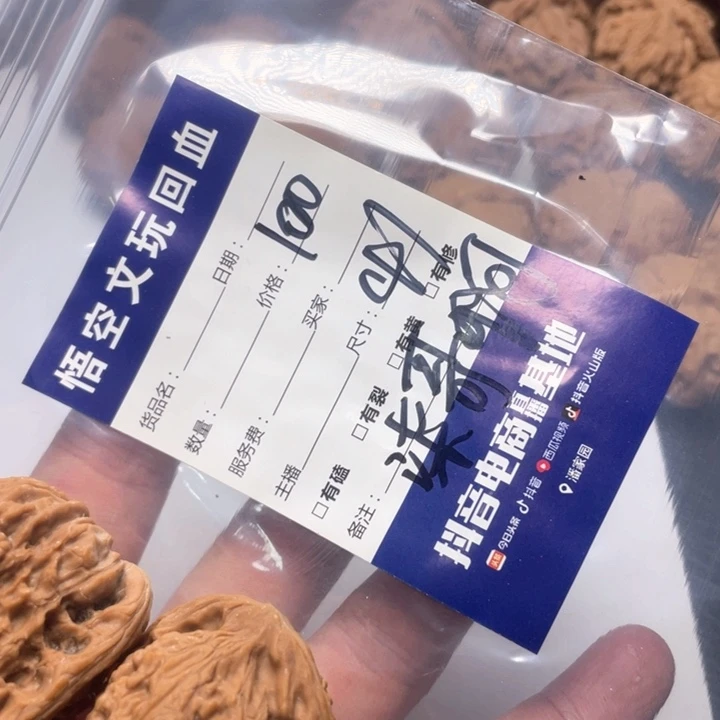 悟空文玩回血
货品名： 日期：
数量： 价格：100
服务费： 买家：
主播 尺寸：41
□有磕 □有裂 □有 □有修
备注：柒哥
抖音电商直播基地
今日头条 抖音 西瓜视频 抖音火山版
潘家园